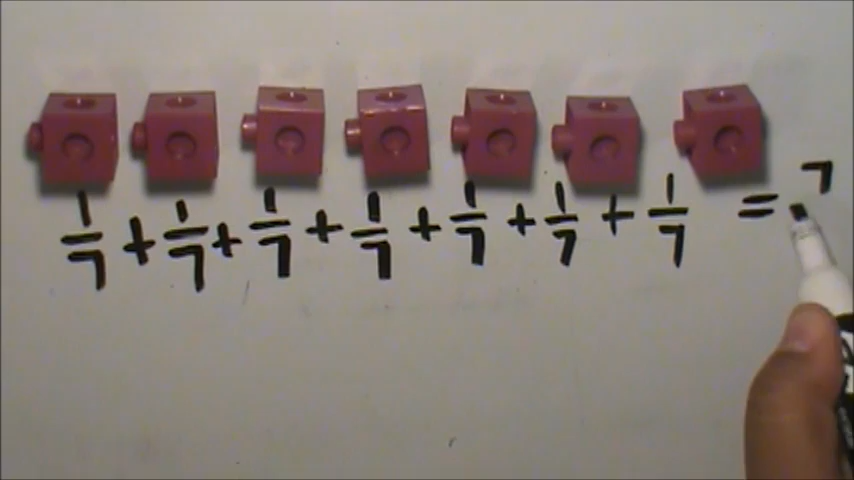 1/7 + 1/7 + 1/7 + 1/7 + 1/7 + 1/7 + 1/7 = 7